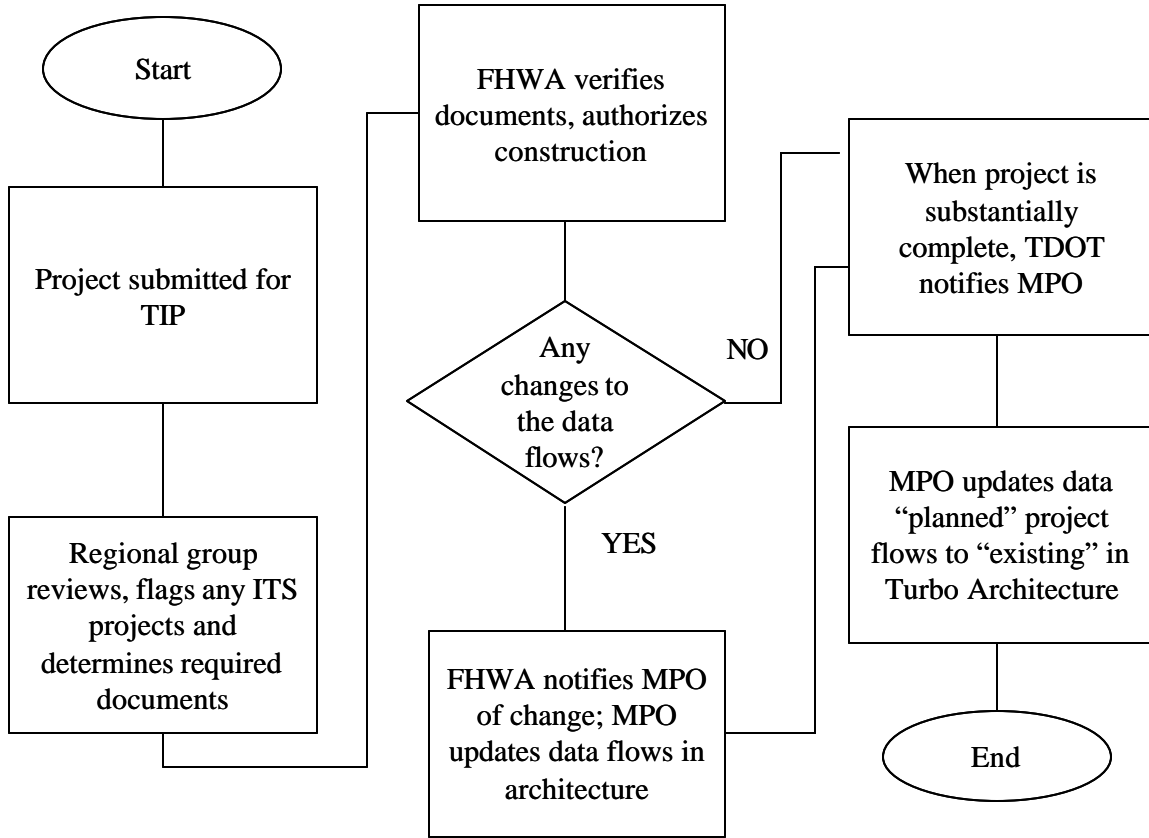 Start
Project submitted for
TIP
Regional group
reviews, flags any ITS
projects and
determines required
documents
FHWA verifies
documents, authorizes
construction
Any
changes to
the data
flows?
NO
YES
FHWA notifies MPO
of change; MPO
updates data flows in
architecture
When project is
substantially
complete, TDOT
notifies MPO
MPO updates data
“planned” project
flows to “existing” in
Turbo Architecture
End